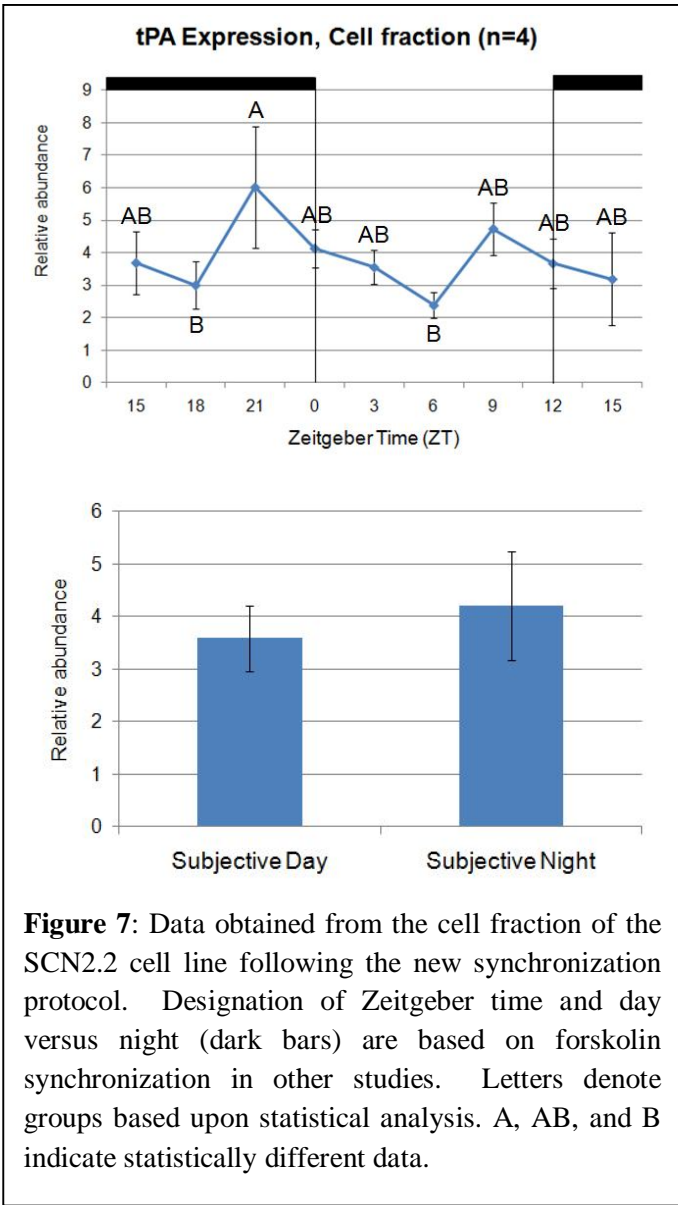 tPA Expression, Cell fraction (n=4)
Relative abundance
9
8
7
6
5
4
3
2
1
0
AB
B
A
AB
AB
B
AB
AB
AB
15 18 21 0 3 6 9 12 15
Zeitgeber Time (ZT)
Relative abundance
6
5
4
3
2
1
0
Subjective Day Subjective Night
Figure 7: Data obtained from the cell fraction of the
SCN2.2 cell line following the new synchronization
protocol. Designation of Zeitgeber time and day
versus night (dark bars) are based on forskolin
synchronization in other studies. Letters denote
groups based upon statistical analysis. A, AB, and B
indicate statistically different data.